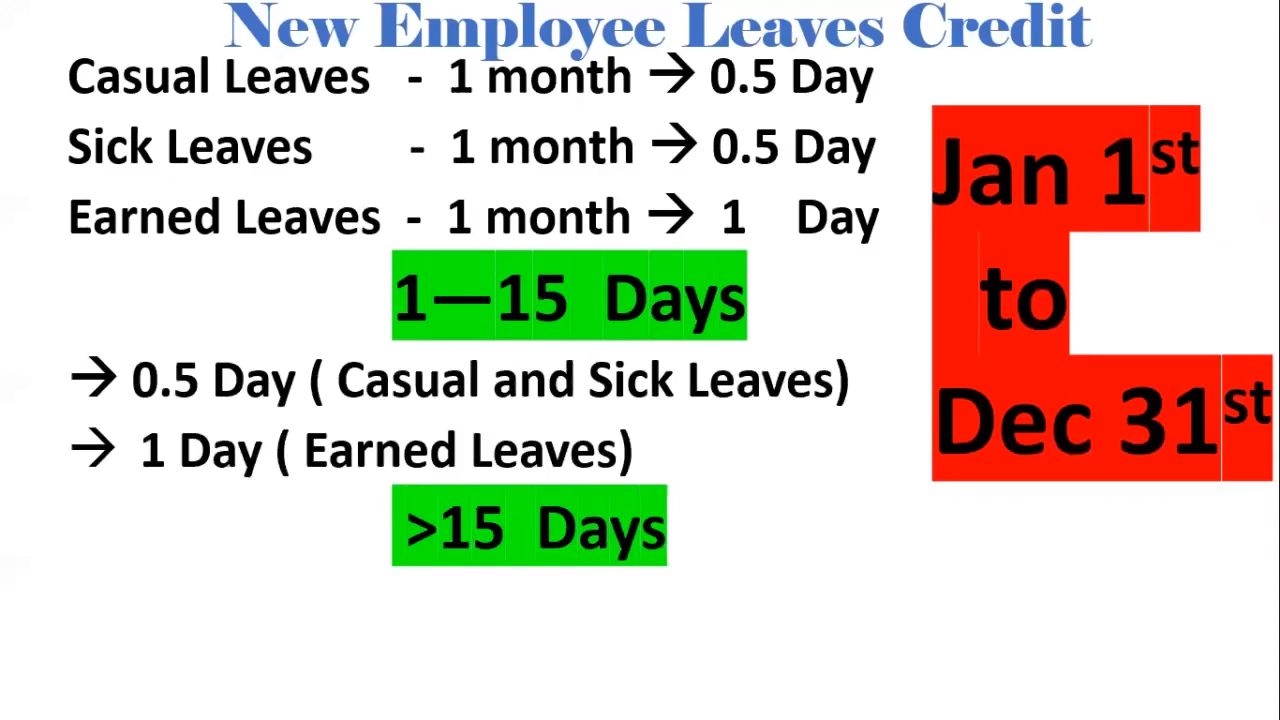 New Employee Leaves Credit
Casual Leaves - 1 month → 0.5 Day
Sick Leaves - 1 month → 0.5 Day
Earned Leaves - 1 month → 1 Day
1—15 Days
→ 0.5 Day ( Casual and Sick Leaves)
→ 1 Day ( Earned Leaves)
>15 Days
Jan 1st
to
Dec 31st